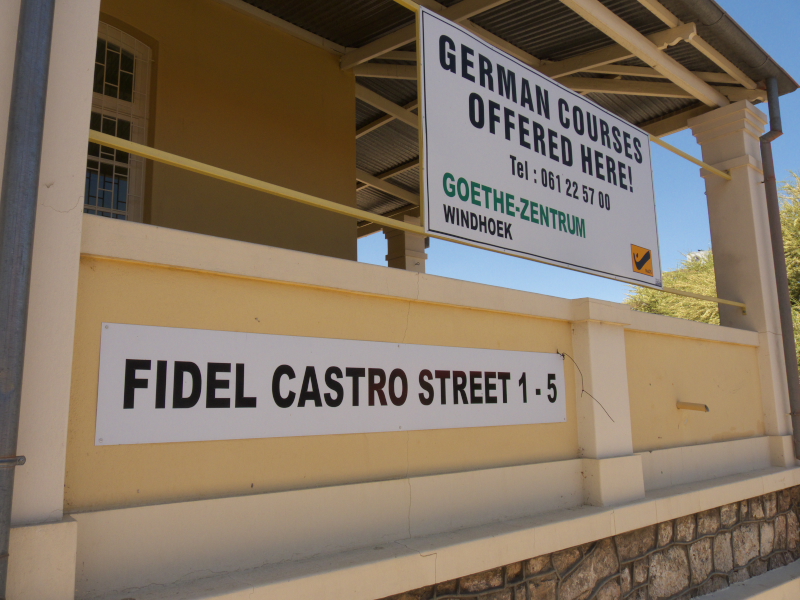 GERMAN COURSES
OFFERED HERE!
Tel : 061 22 57 00
GOETHE-ZENTRUM
WINDHOEK
FIDEL CASTRO STREET 1 - 5